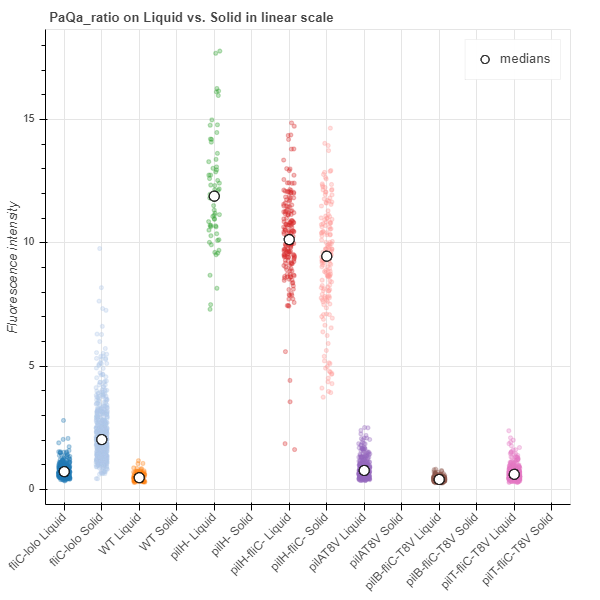 PaQa_ratio on Liquid vs. Solid in linear scale
medians
Fluorescence intensity
15
10
5
0
fliC-lolo Liquid
fliC-lolo Solid
WT Liquid
WT Solid
pilH- Liquid
pilH- Solid
pilH-fliC- Liquid
pilH-fliC- Solid
pilAT8V Liquid
pilAT8V Solid
pilB-fliC-T8V Liquid
pilB-fliC-T8V Solid
pilT-fliC-T8V Liquid
pilT-fliC-T8V Solid